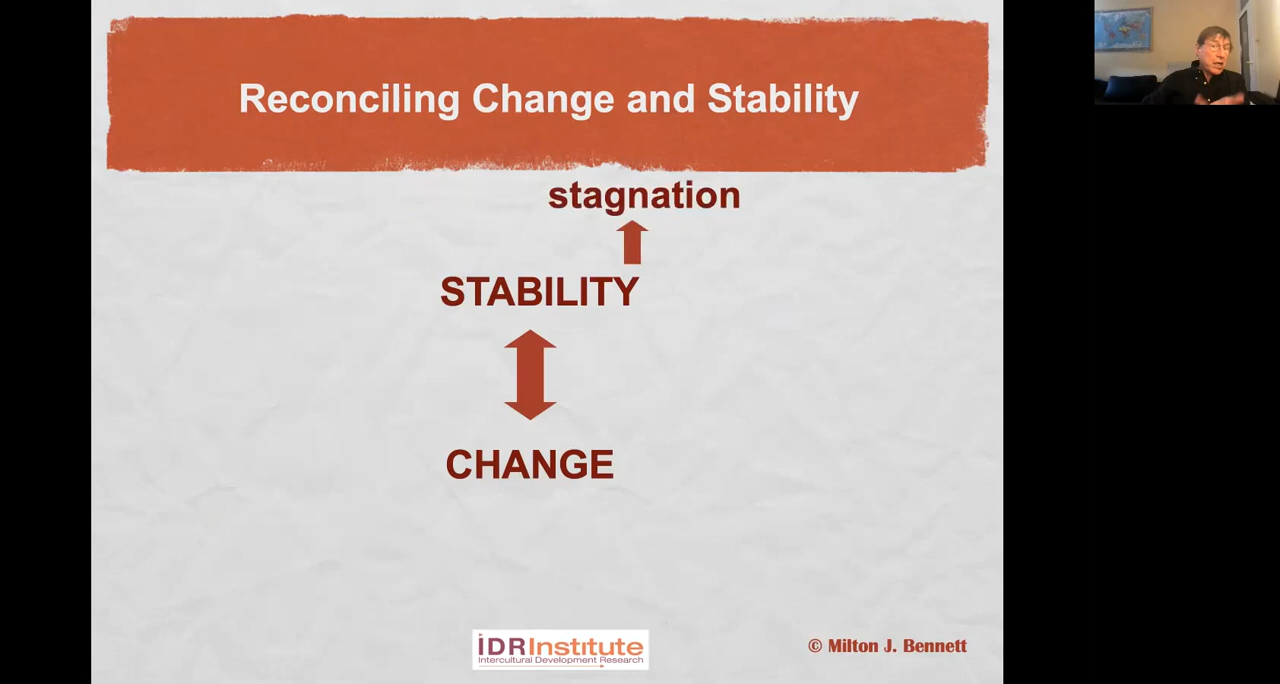 Reconciling Change and Stability
stagnation
STABILITY
CHANGE
IDRInstitute
Intercultural Development Research
© Milton J. Bennett